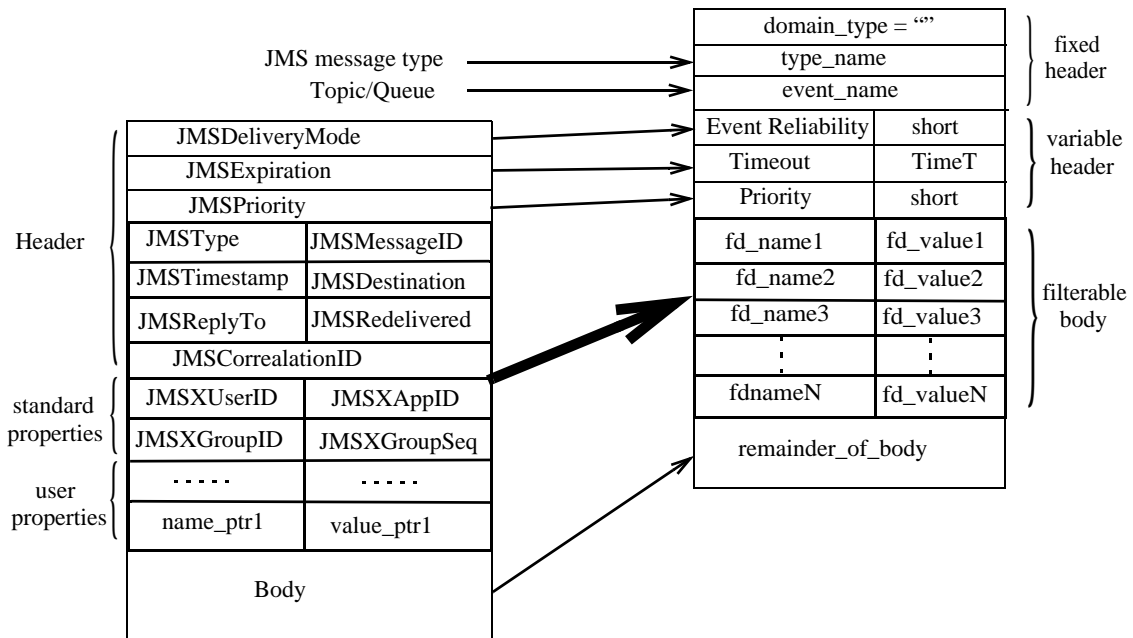 JMS message type
Topic/Queue
Header
JMSDeliveryMode
JMSExpiration
JMSPriority
JMSType JMSMessageID
JMSTimestamp JMSDestination
JMSReplyTo JMSRedelivered
JMSCorrealationID
standard
properties
JMSXUserID JMSXAppID
JMSXGroupID JMSXGroupSeq
user
properties
..... .....
name_ptr1 value_ptr1
Body
domain_type = “”
type_name
event_name
fixed
header
Event Reliability short
Timeout TimeT
Priority short
variable
header
fd_name1 fd_value1
fd_name2 fd_value2
fd_name3 fd_value3
fdnameN fd_valueN
filterable
body
remainder_of_body